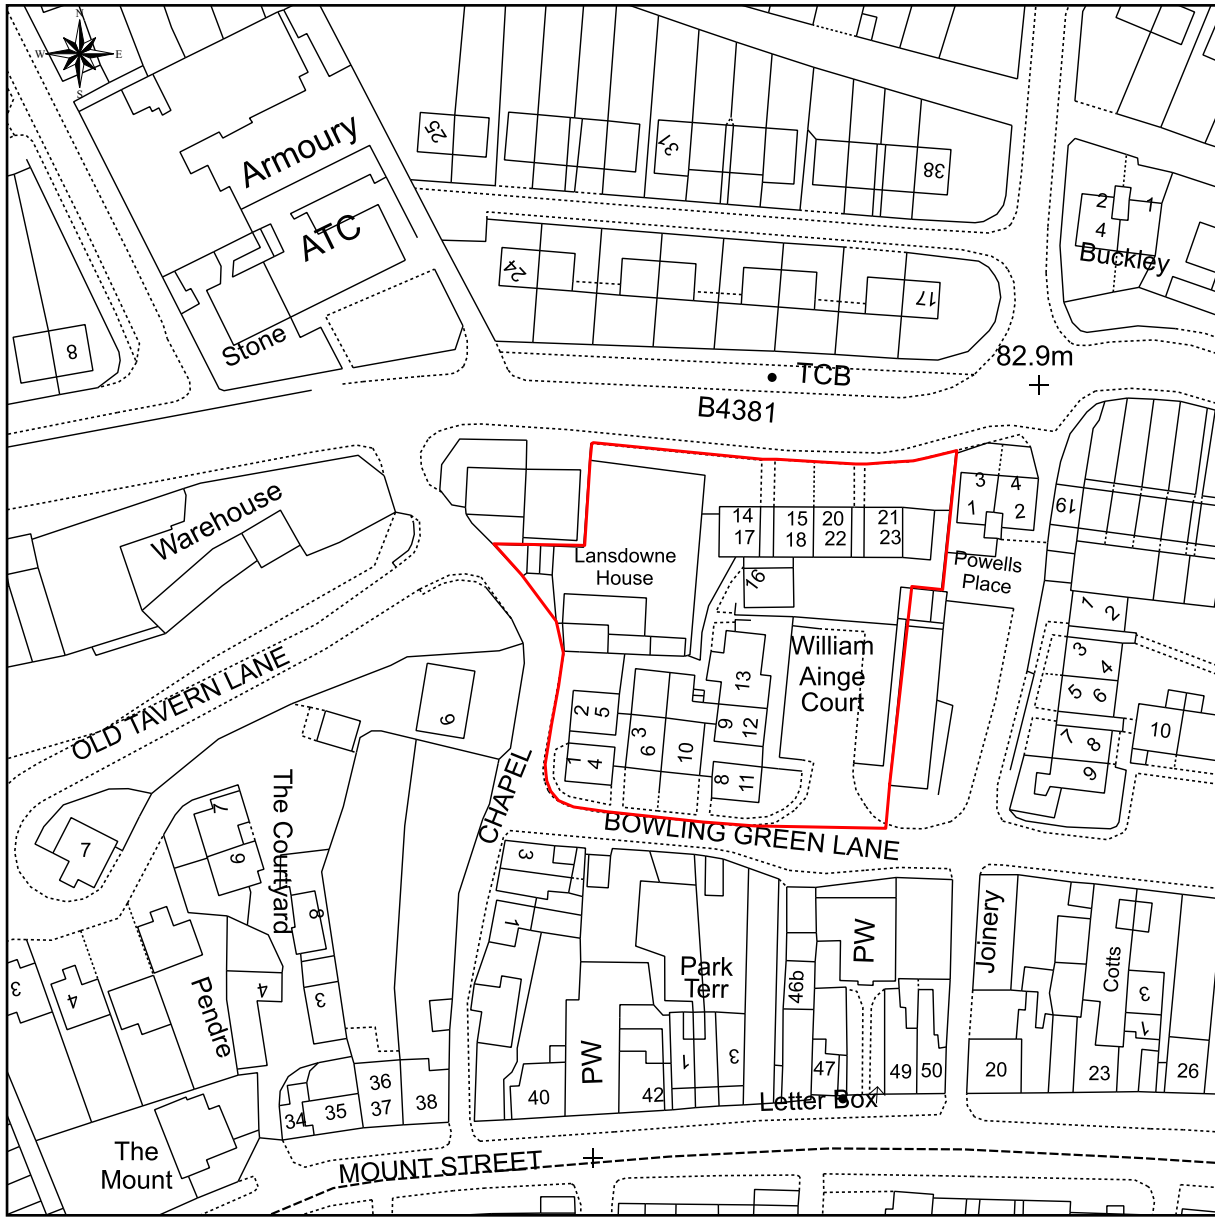 N
W E
S
Armoury
ATC
Stone
8
25
37
38
24
17
TCB
B4381
82.9m
2 1
4
Buckley
Warehouse
OLD TAVERN LANE
Lansdowne
House
14
17
15
18
20
22
21
23
16
3 4
1 2
Powells
Place
19
William
Ainge
Court
13
9 12
8 11
2 5
1 4
3
6
10
1 2
3 4
5 6
7 8
9
10
6
CHAPEL
BOWLING GREEN LANE
The Courtyard
7
7
6
8
3
4
Pendre
3
4
3
1
PW
Park
Terr
46b
PW
Joinery
Cotts
3
1
36
37
38
34
35
40
42
1
3
47
49
50
20
23
26
Letter Box
The
Mount
MOUNT STREET